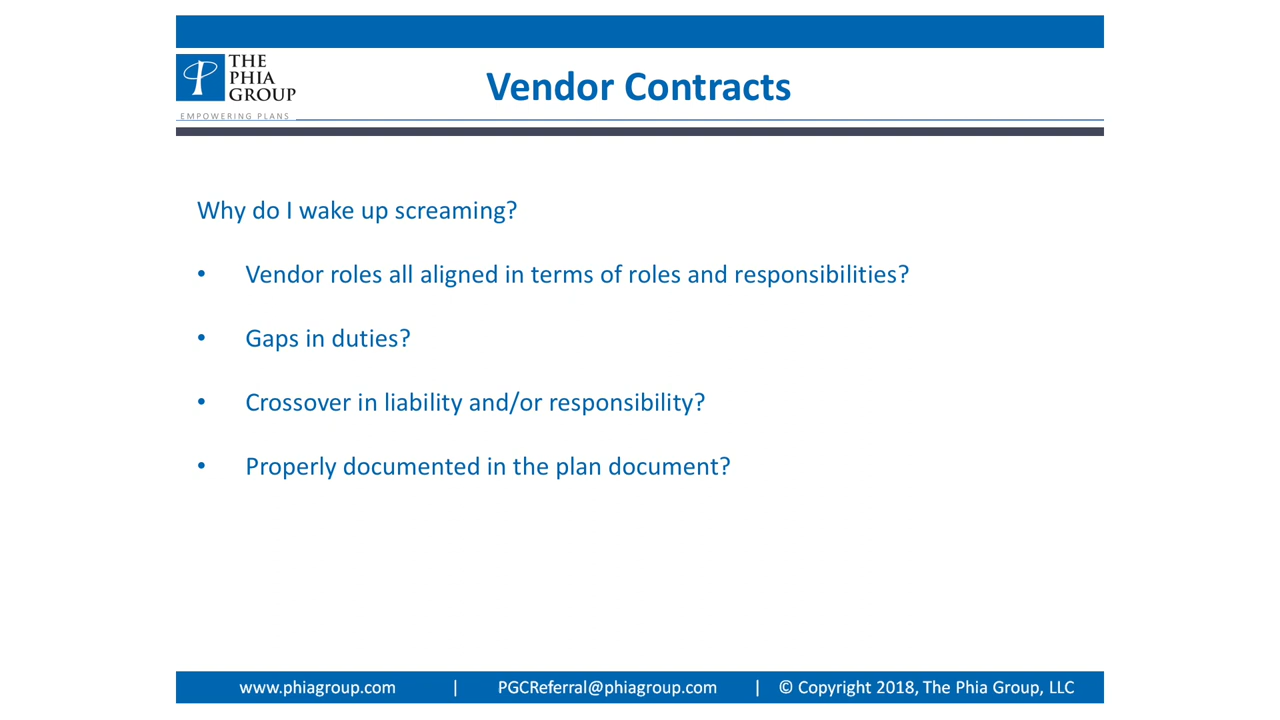 THE
PHIA
GROUP
EMPOWERING PLANS
Vendor Contracts
Why do I wake up screaming?
• Vendor roles all aligned in terms of roles and responsibilities?
• Gaps in duties?
• Crossover in liability and/or responsibility?
• Properly documented in the plan document?
www.phiagroup.com | PGCReferral@phiagroup.com | © Copyright 2018, The Phia Group, LLC